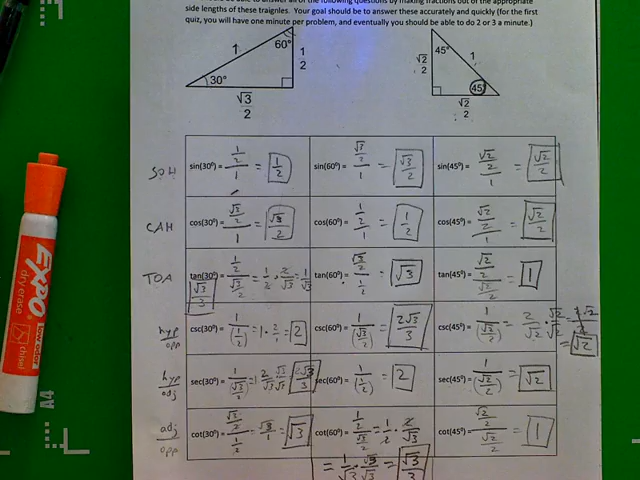 side lengths of these traignles. Your goal should be to answer these accurately and quickly (for the first
quiz, you will have one minute per problem, and eventually you should be able to do 2 or 3 a minute.)
1 60° 1/2 30° √3/2
45° 1 √2/2 45 √2/2
SOH sin(30°) = (1/2)/1 = 1/2 sin(60°) = (√3/2)/1 = √3/2 sin(45°) = (√2/2)/1 = √2/2
CAH cos(30°) = (√3/2)/1 = √3/2 cos(60°) = (1/2)/1 = 1/2 cos(45°) = (√2/2)/1 = √2/2
TOA tan(30°) = (1/2)/(√3/2) = 1/2 · 2/√3 = 1/√3 tan(60°) = (√3/2)/(1/2) = √3 tan(45°) = (√2/2)/(√2/2) = 1
√3/3
hyp/opp csc(30°) = 1/(1/2) = 1 · 2/1 = 2 csc(60°) = 1/(√3/2) = 2√3/3 csc(45°) = 1/(√2/2) = 2/√2 · √2/√2
= √2
hyp/adj sec(30°) = 1/(√3/2) = 2√3/3 sec(60°) = 1/(1/2) = 2 sec(45°) = 1/(√2/2) = √2
adj/opp cot(30°) = (√3/2)/(1/2) = √3/1 = √3 cot(60°) = (1/2)/(√3/2) = 1/2 · 2/√3 cot(45°) = (√2/2)/(√2/2) = 1
= 1/√3 · √3/√3 = √3/3
EXPO
dry erase
chisel
A4